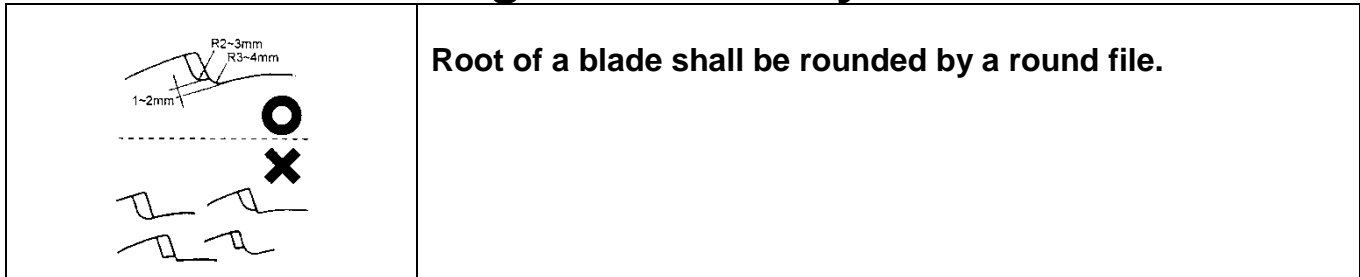 R2~3mm
R3~4mm
1~2mm
Root of a blade shall be rounded by a round file.